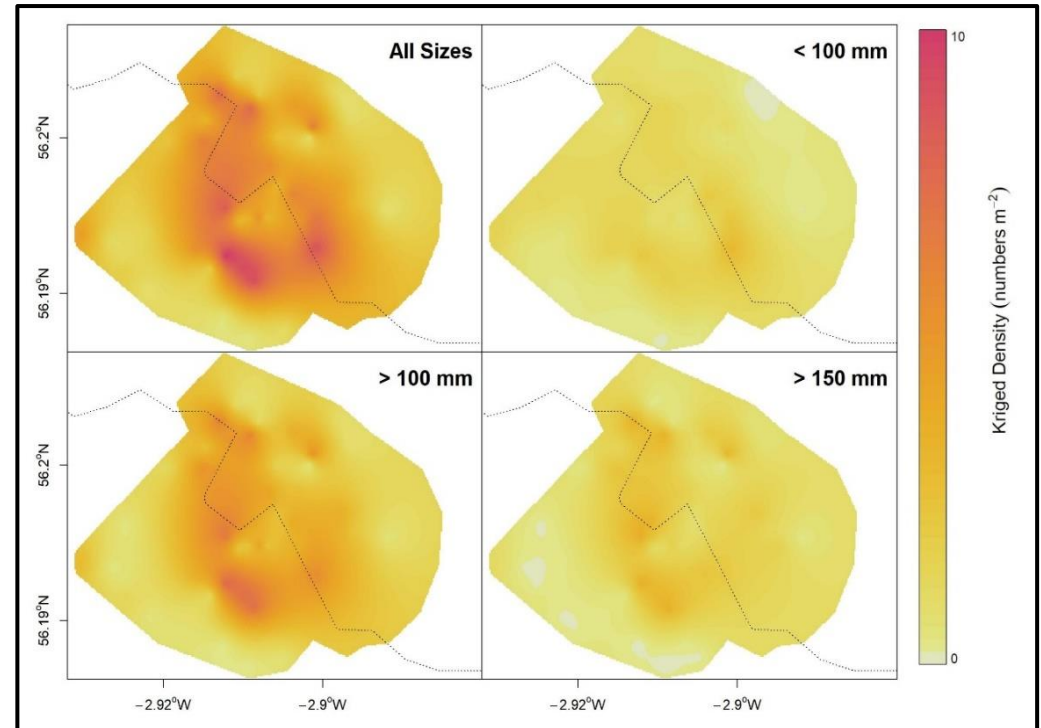 All Sizes
< 100 mm
> 100 mm
> 150 mm
56.2°N
56.19°N
56.2°N
56.19°N
−2.92°W
−2.9°W
−2.92°W
−2.9°W
10
0
Kriged Density (numbers m⁻²)